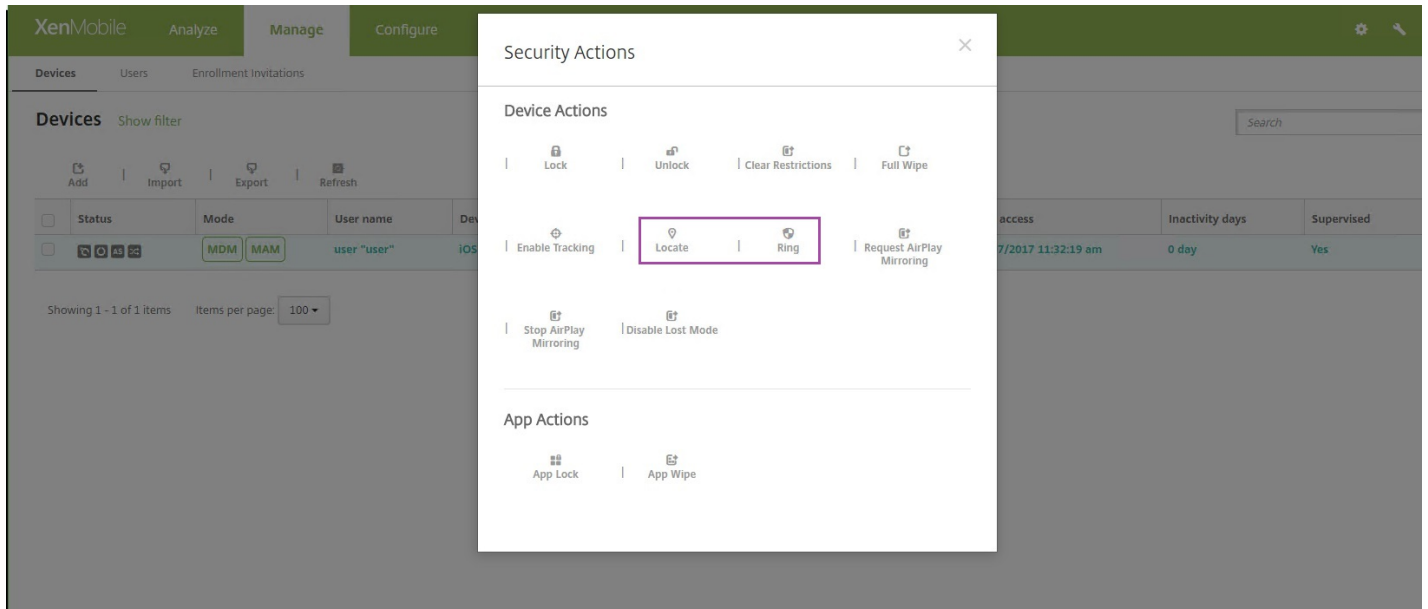 XenMobile Analyze Manage Configure
Devices Users Enrollment Invitations
Devices Show filter
Search
Add | Import | Export | Refresh
Status Mode User name Dev access Inactivity days Supervised
MDM MAM user "user" iOS 7/2017 11:32:19 am 0 day Yes
Showing 1 - 1 of 1 items Items per page: 100
Security Actions
Device Actions
| Lock | Unlock | Clear Restrictions | Full Wipe
| Enable Tracking | Locate | Ring | Request AirPlay
Mirroring
| Stop AirPlay | Disable Lost Mode
Mirroring
App Actions
App Lock | App Wipe